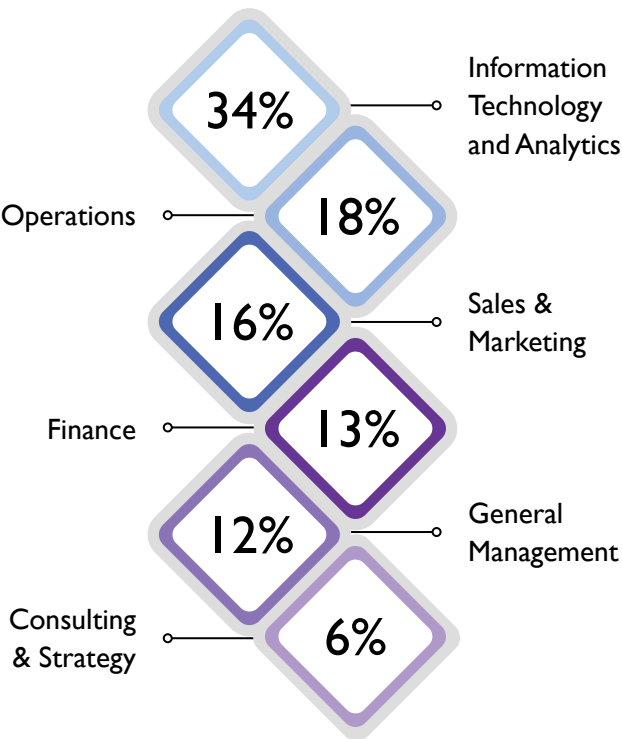 34%
Information
Technology
and Analytics
Operations
18%
16%
Sales &
Marketing
Finance
13%
12%
General
Management
Consulting
& Strategy
6%